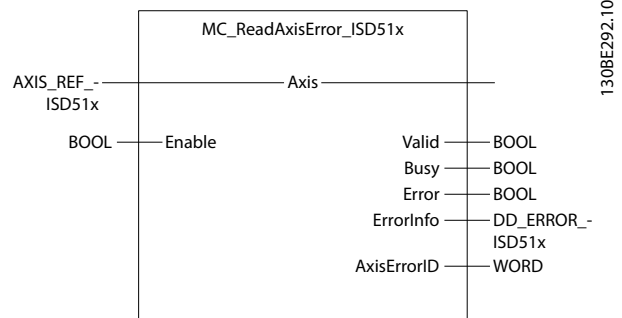 MC_ReadAxisError_ISD51x
AXIS_REF_-
ISD51x
Axis
BOOL
Enable
Valid
BOOL
Busy
BOOL
Error
BOOL
ErrorInfo
DD_ERROR_-
ISD51x
AxisErrorID
WORD
130BE292.10